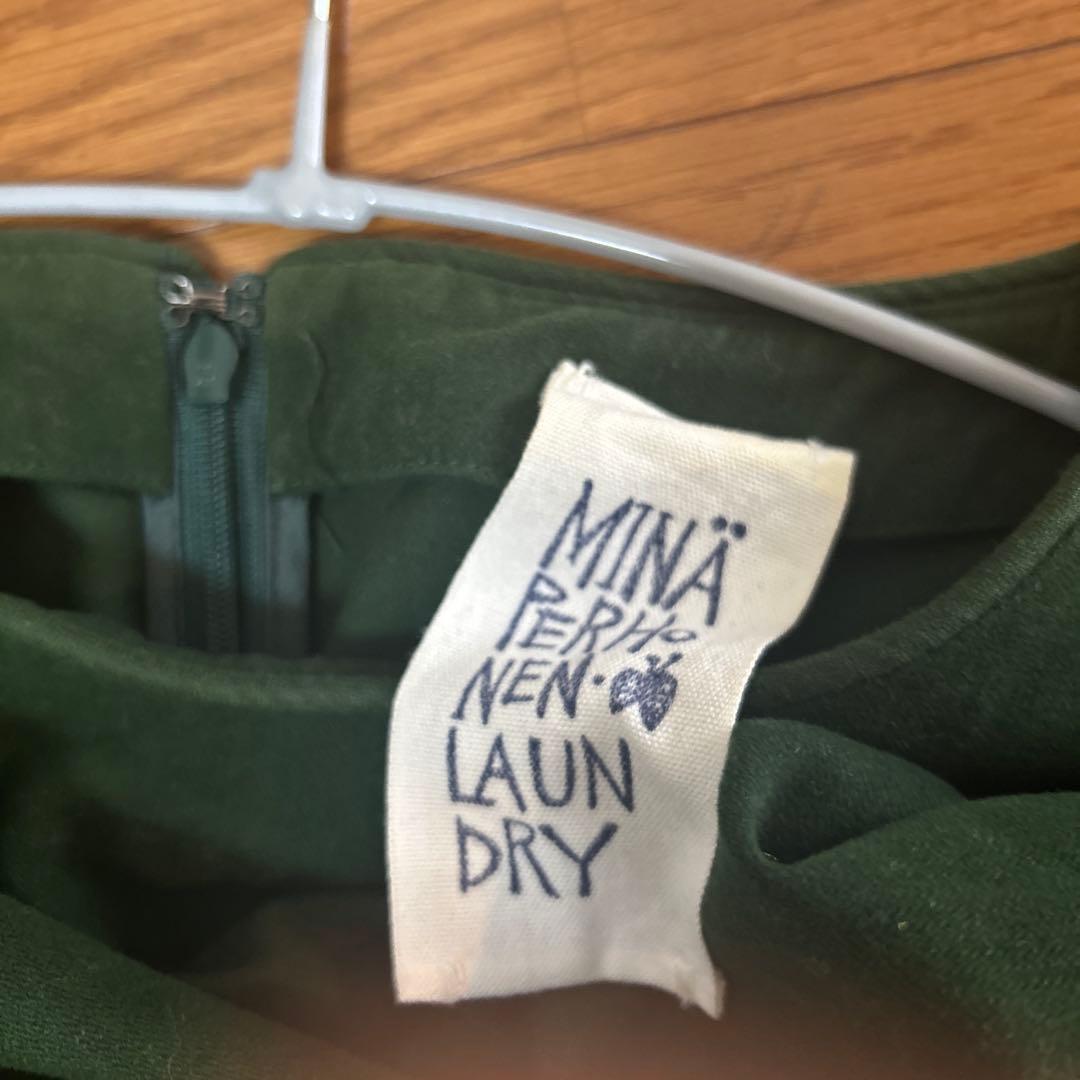 MINÄ
PERHO
NEN·
LAUN
DRY